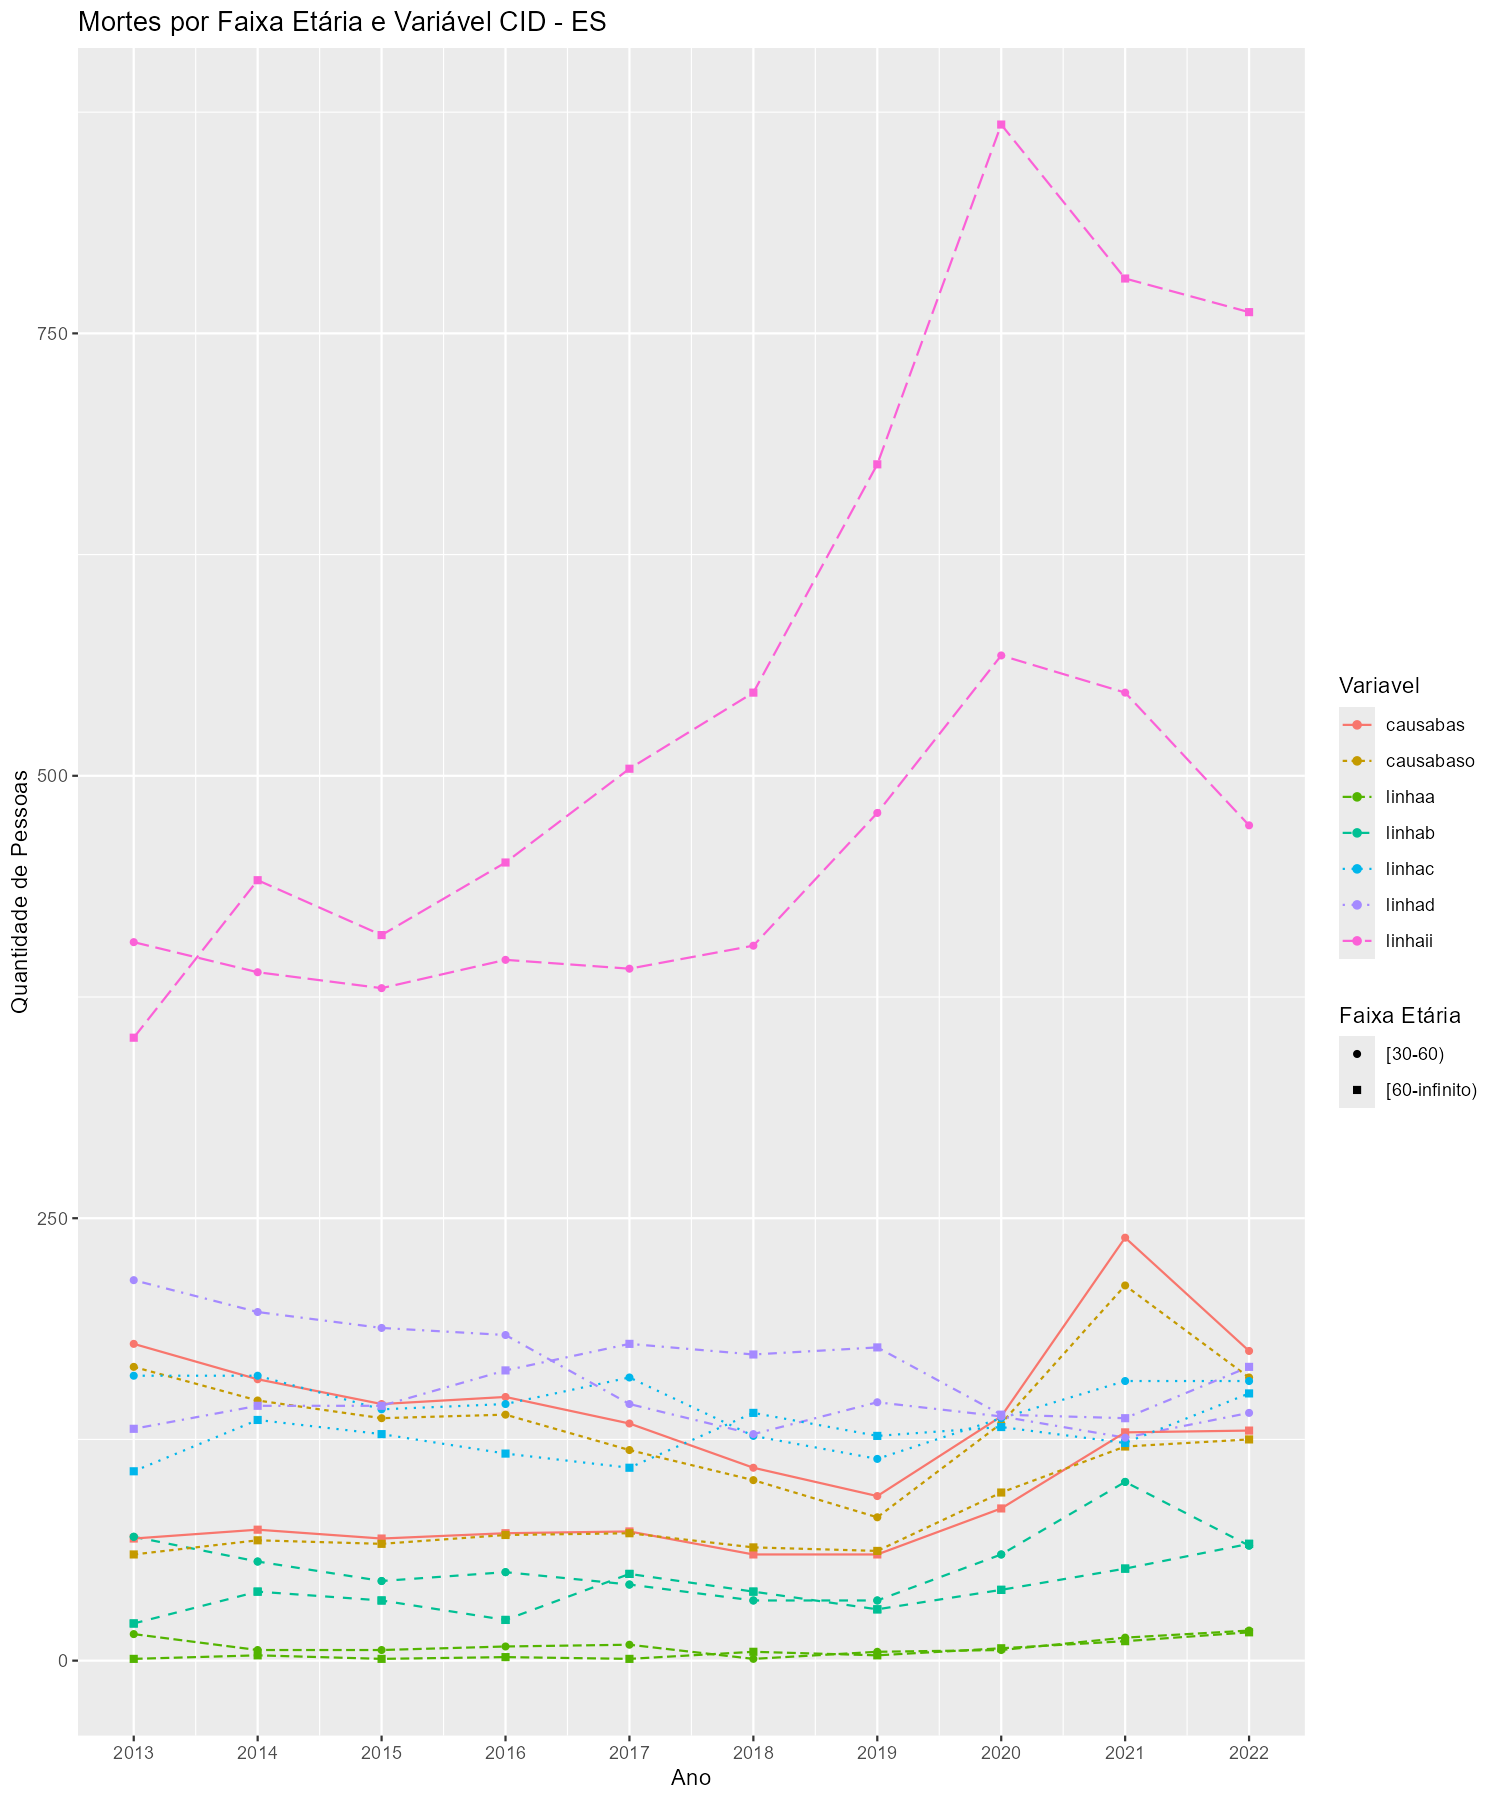 Mortes por Faixa Etária e Variável CID - ES
Quantidade de Pessoas
750
500
250
0
2013 2014 2015 2016 2017 2018 2019 2020 2021 2022
Ano
Variavel
causabas
causabaso
linhaa
linhab
linhac
linhad
linhaii
Faixa Etária
[30-60)
[60-infinito)